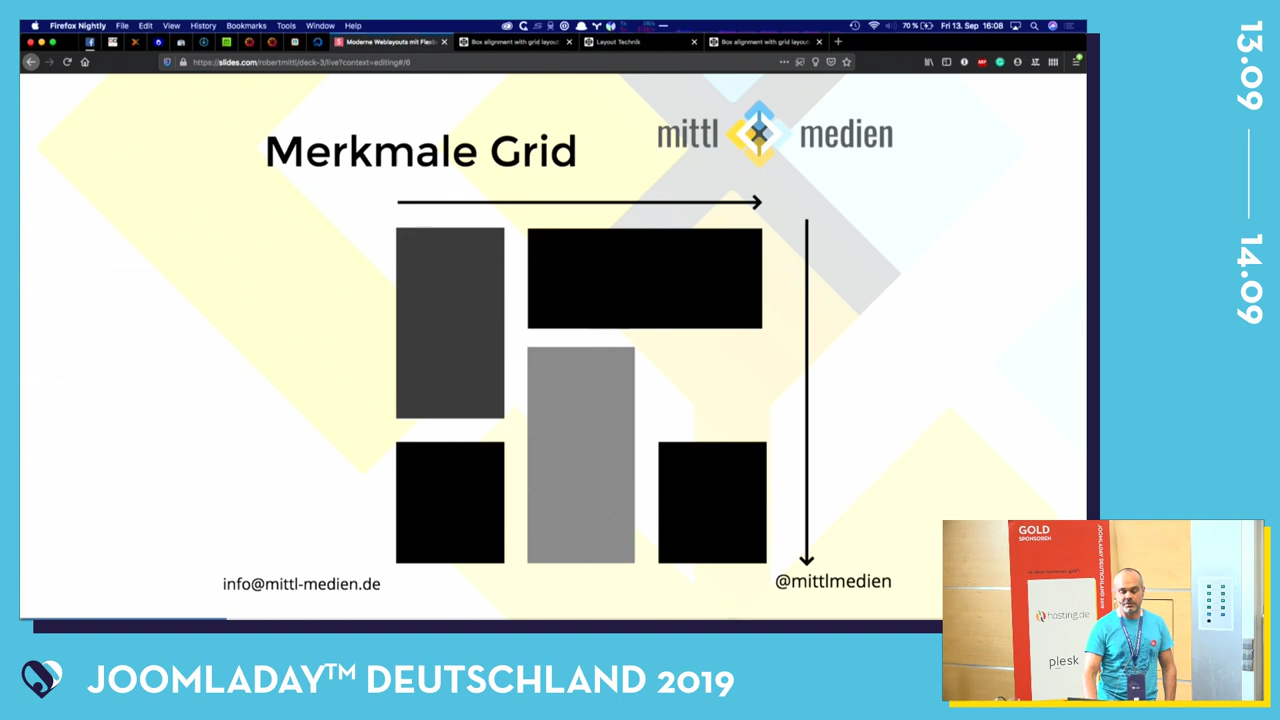 Firefox Nightly File Edit View History Bookmarks Tools Window Help
70 % Fri 13. Sep 16:08
Moderne Weblayouts mit Flexb
Box alignment with grid layout
Layout Technik
Box alignment with grid layout
https://slides.com/robertmittl/deck-3/live?context=editing#/6
Merkmale Grid
mittl medien
info@mittl-medien.de
@mittlmedien
13.09
14.09
GOLD
SPONSOREN
JOOMLADAY DEUTSCHLAND 2019
hosting.de
plesk
JOOMLADAY™ DEUTSCHLAND 2019